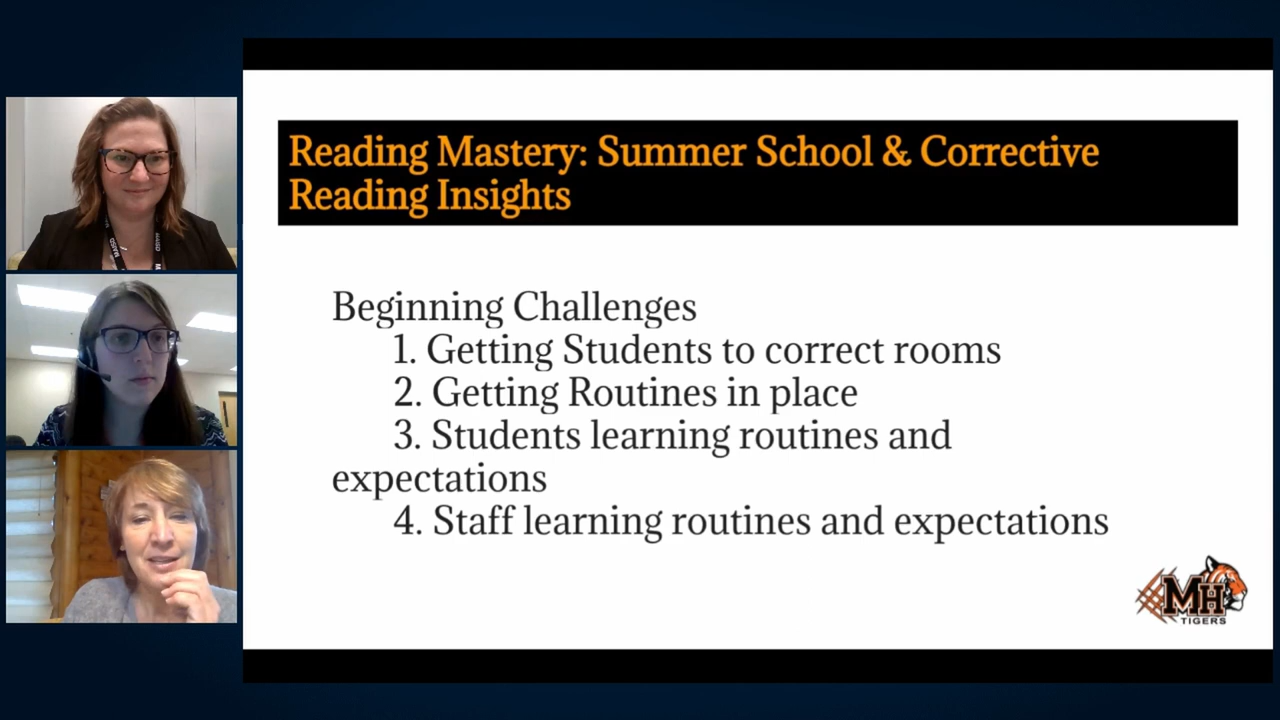 Reading Mastery: Summer School & Corrective
Reading Insights
Beginning Challenges
1. Getting Students to correct rooms
2. Getting Routines in place
3. Students learning routines and
expectations
4. Staff learning routines and expectations
MH
TIGERS